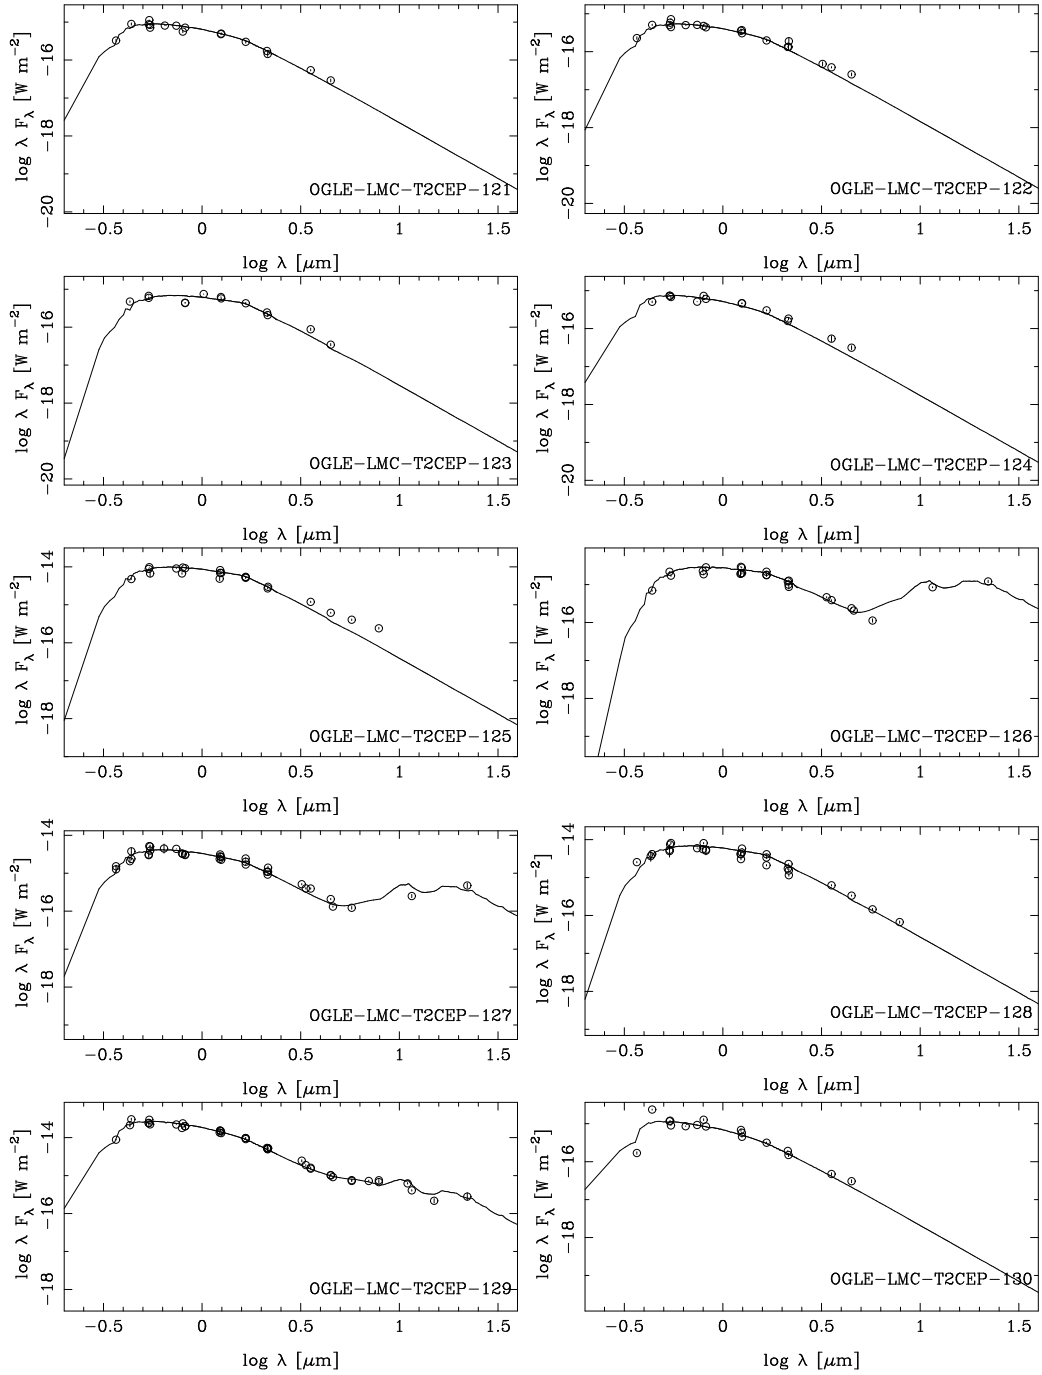 log λ F_λ [W m⁻²]
−16
−18
−20
OGLE−LMC−T2CEP−121
−0.5 0 0.5 1 1.5
log λ [μm]
log λ F_λ [W m⁻²]
−16
−18
−20
OGLE−LMC−T2CEP−122
−0.5 0 0.5 1 1.5
log λ [μm]
log λ F_λ [W m⁻²]
−16
−18
−20
OGLE−LMC−T2CEP−123
−0.5 0 0.5 1 1.5
log λ [μm]
log λ F_λ [W m⁻²]
−16
−18
−20
OGLE−LMC−T2CEP−124
−0.5 0 0.5 1 1.5
log λ [μm]
log λ F_λ [W m⁻²]
−14
−16
−18
OGLE−LMC−T2CEP−125
−0.5 0 0.5 1 1.5
log λ [μm]
log λ F_λ [W m⁻²]
−14
−16
−18
OGLE−LMC−T2CEP−126
−0.5 0 0.5 1 1.5
log λ [μm]
log λ F_λ [W m⁻²]
−14
−16
−18
OGLE−LMC−T2CEP−127
−0.5 0 0.5 1 1.5
log λ [μm]
log λ F_λ [W m⁻²]
−14
−16
−18
OGLE−LMC−T2CEP−128
−0.5 0 0.5 1 1.5
log λ [μm]
log λ F_λ [W m⁻²]
−14
−16
−18
OGLE−LMC−T2CEP−129
−0.5 0 0.5 1 1.5
log λ [μm]
log λ F_λ [W m⁻²]
−16
−18
OGLE−LMC−T2CEP−130
−0.5 0 0.5 1 1.5
log λ [μm]